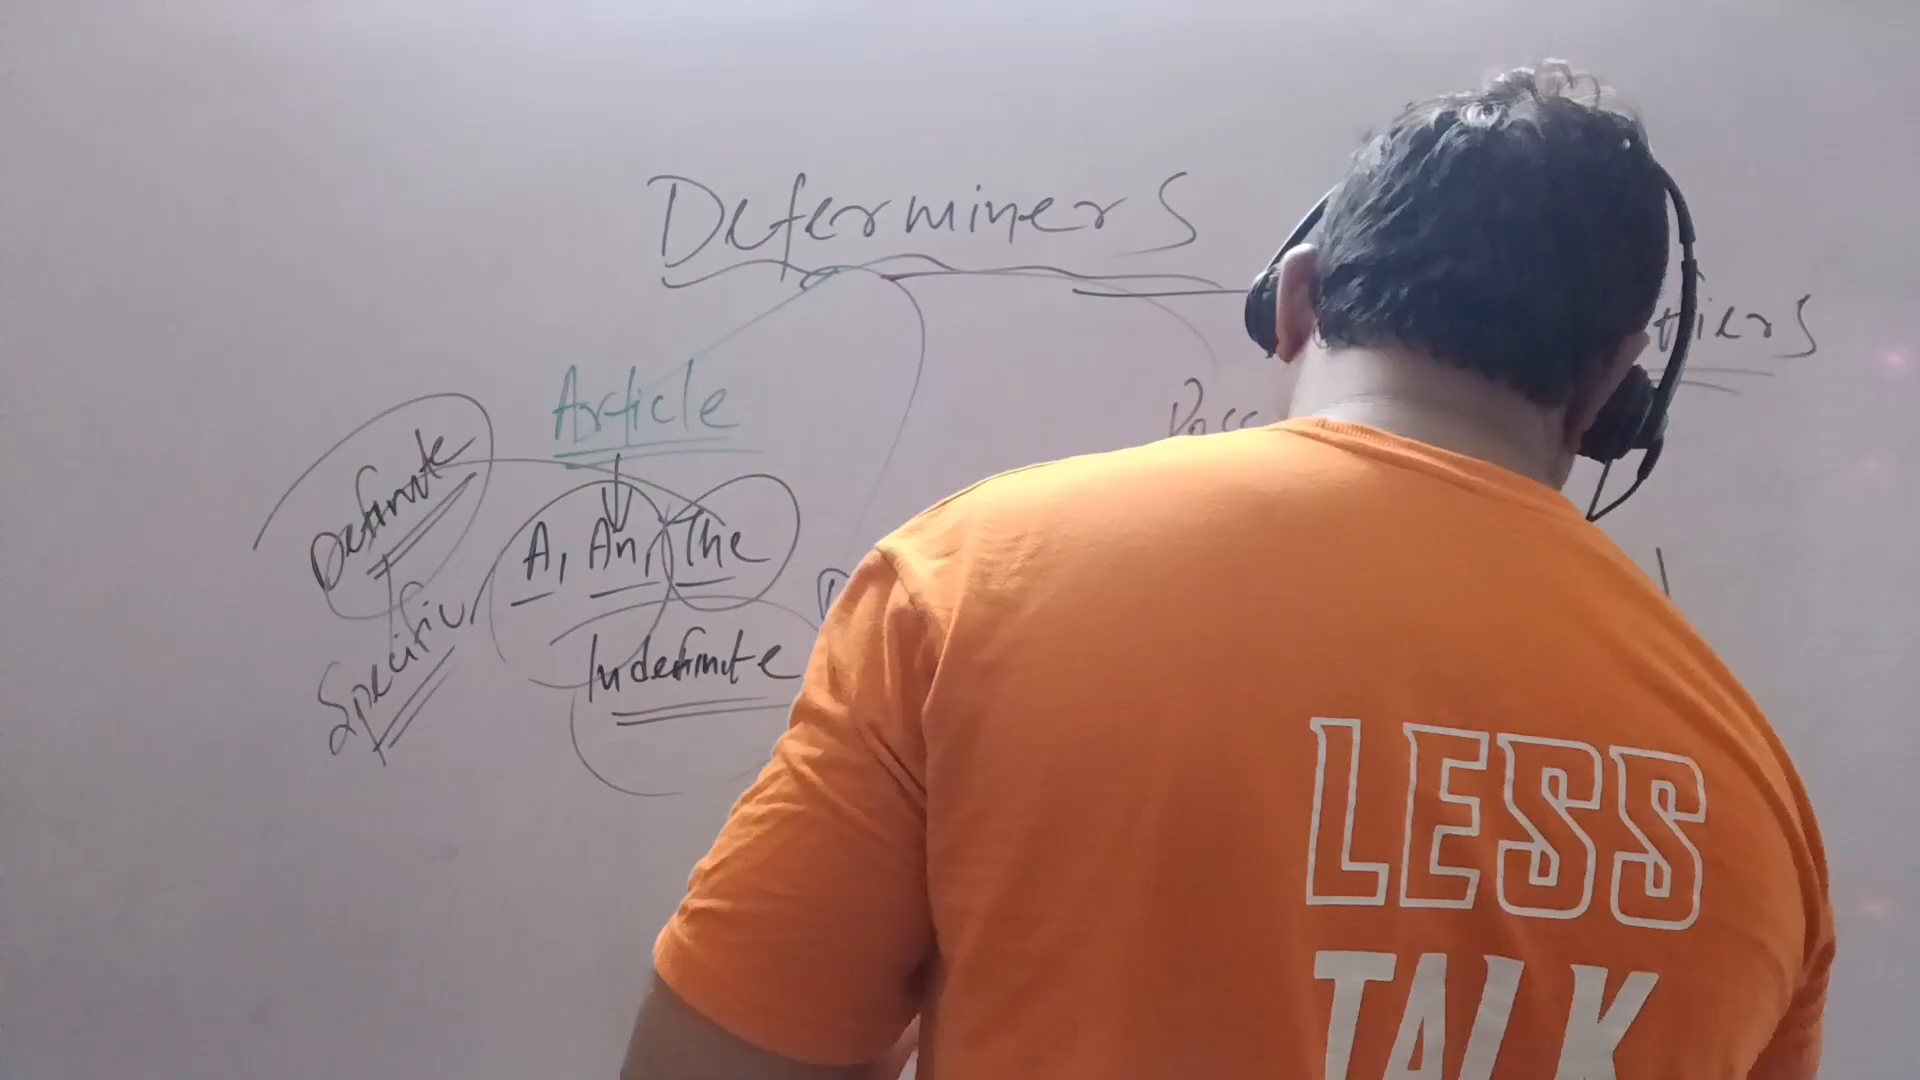 Determiners
Article
Definite
A, An, The
Specific
Indefinite
LESS
TALK